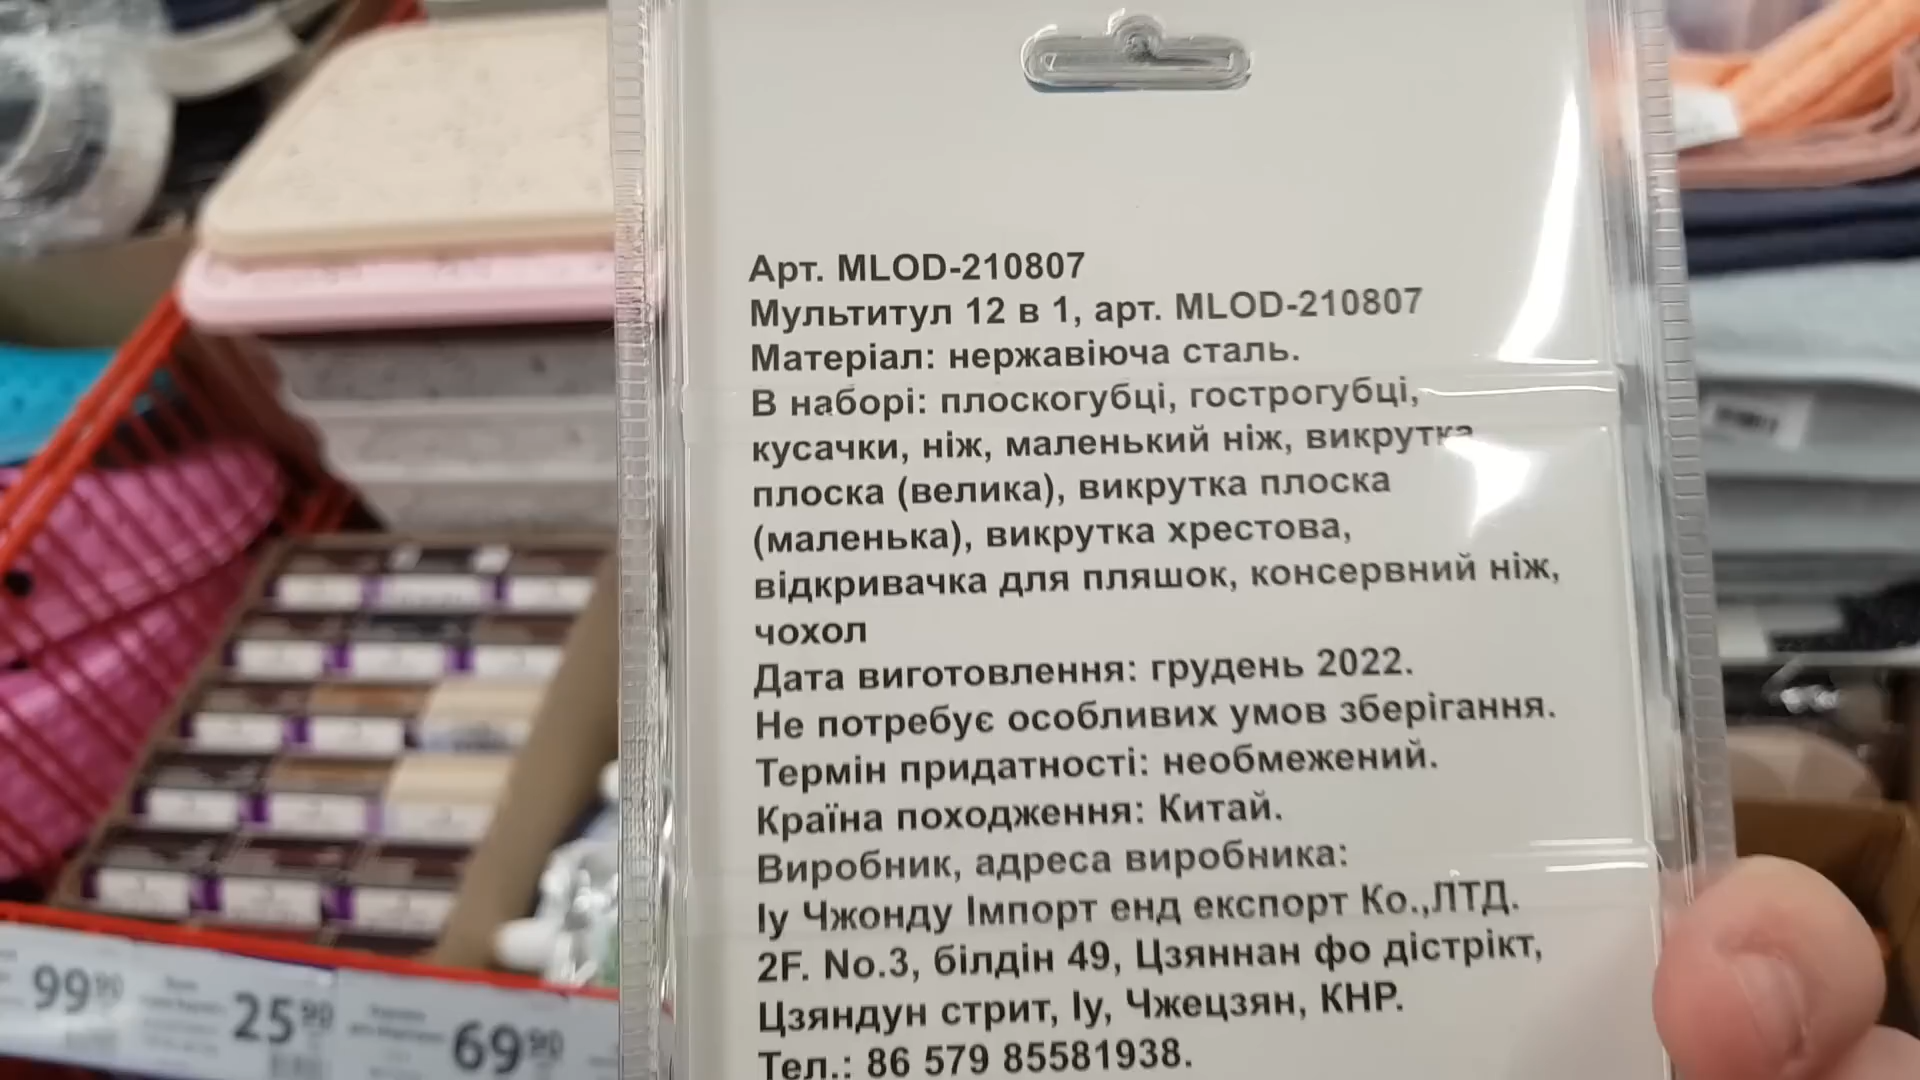 Арт. MLOD-210807
Мультитул 12 в 1, арт. MLOD-210807
Матеріал: нержавіюча сталь.
В наборі: плоскогубці, гострогубці,
кусачки, ніж, маленький ніж, викрутка
плоска (велика), викрутка плоска
(маленька), викрутка хрестова,
відкривачка для пляшок, консервний ніж,
чохол
Дата виготовлення: грудень 2022.
Не потребує особливих умов зберігання.
Термін придатності: необмежений.
Країна походження: Китай.
Виробник, адреса виробника:
Іу Чжонду Імпорт енд експорт Ко.,ЛТД.
2F. No.3, білдін 49, Цзяннан фо дістрікт,
Цзяндун стрит, Іу, Чжецзян, КНР.
Тел.: 86 579 85581938.
99 90
25 90
69 90